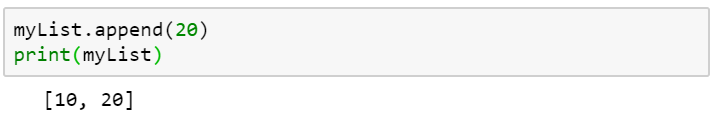 myList.append(20)
print(myList)
[10, 20]